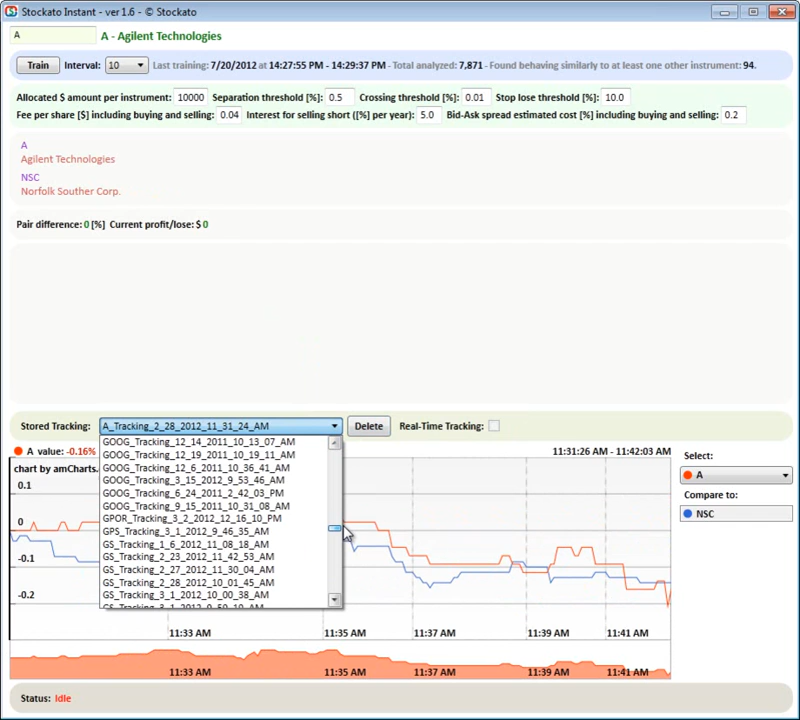 Stockato Instant - ver 1.6 - © Stockato
A A - Agilent Technologies
Train Interval: 10 Last training: 7/20/2012 at 14:27:55 PM - 14:29:37 PM - Total analyzed: 7,871 - Found behaving similarly to at least one other instrument: 94.
Allocated $ amount per instrument: 10000 Separation threshold [%]: 0.5 Crossing threshold [%]: 0.01 Stop lose threshold [%]: 10.0
Fee per share [$] including buying and selling: 0.04 Interest for selling short ([%] per year): 5.0 Bid-Ask spread estimated cost [%] including buying and selling: 0.2
A
Agilent Technologies
NSC
Norfolk Souther Corp.
Pair difference: 0 [%] Current profit/lose: $ 0
Stored Tracking: A_Tracking_2_28_2012_11_31_24_AM Delete Real-Time Tracking:
GOOG_Tracking_12_14_2011_10_13_07_AM
GOOG_Tracking_12_19_2011_10_19_11_AM
GOOG_Tracking_12_6_2011_10_36_41_AM
GOOG_Tracking_3_15_2012_9_53_46_AM
GOOG_Tracking_6_24_2011_2_42_03_PM
GOOG_Tracking_9_15_2011_10_31_08_AM
GPOR_Tracking_3_2_2012_12_16_10_PM
GPS_Tracking_3_1_2012_9_46_35_AM
GS_Tracking_1_6_2012_11_08_18_AM
GS_Tracking_2_23_2012_11_42_53_AM
GS_Tracking_2_27_2012_11_30_04_AM
GS_Tracking_2_28_2012_10_01_45_AM
GS_Tracking_3_1_2012_10_00_38_AM
A value: -0.16% 11:31:26 AM - 11:42:03 AM
chart by amCharts.
0.1
0
-0.1
-0.2
11:33 AM 11:35 AM 11:37 AM 11:39 AM 11:41 AM
11:33 AM 11:35 AM 11:37 AM 11:39 AM 11:41 AM
Select:
A
Compare to:
NSC
Status: Idle